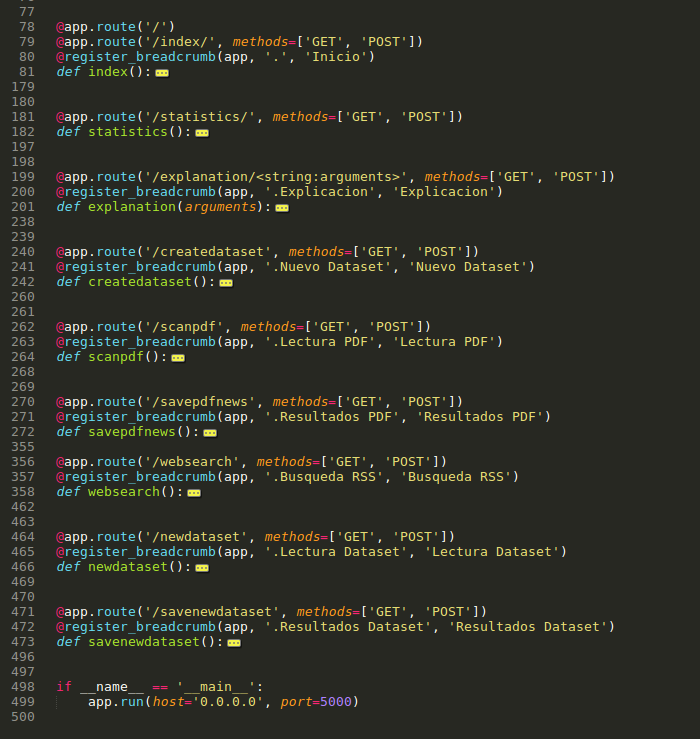 77
78 @app.route('/')
79 @app.route('/index/', methods=['GET', 'POST'])
80 @register_breadcrumb(app, '.', 'Inicio')
81 def index():
179
180
181 @app.route('/statistics/', methods=['GET', 'POST'])
182 def statistics():
197
198
199 @app.route('/explanation/<string:arguments>', methods=['GET', 'POST'])
200 @register_breadcrumb(app, '.Explicacion', 'Explicacion')
201 def explanation(arguments):
238
239
240 @app.route('/createdataset', methods=['GET', 'POST'])
241 @register_breadcrumb(app, '.Nuevo Dataset', 'Nuevo Dataset')
242 def createdataset():
260
261
262 @app.route('/scanpdf', methods=['GET', 'POST'])
263 @register_breadcrumb(app, '.Lectura PDF', 'Lectura PDF')
264 def scanpdf():
268
269
270 @app.route('/savepdfnews', methods=['GET', 'POST'])
271 @register_breadcrumb(app, '.Resultados PDF', 'Resultados PDF')
272 def savepdfnews():
355
356 @app.route('/websearch', methods=['GET', 'POST'])
357 @register_breadcrumb(app, '.Busqueda RSS', 'Busqueda RSS')
358 def websearch():
462
463
464 @app.route('/newdataset', methods=['GET', 'POST'])
465 @register_breadcrumb(app, '.Lectura Dataset', 'Lectura Dataset')
466 def newdataset():
469
470
471 @app.route('/savenewdataset', methods=['GET', 'POST'])
472 @register_breadcrumb(app, '.Resultados Dataset', 'Resultados Dataset')
473 def savenewdataset():
496
497
498 if __name__ == '__main__':
499     app.run(host='0.0.0.0', port=5000)
500